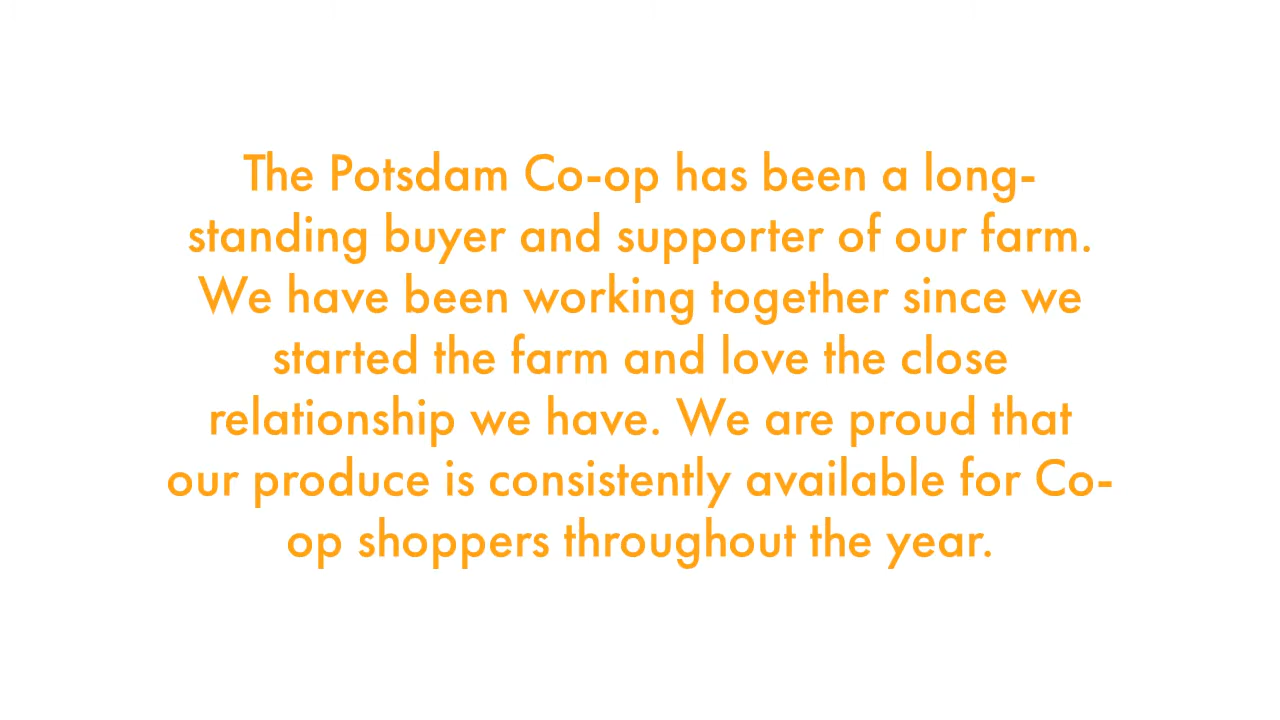 The Potsdam Co-op has been a long-
standing buyer and supporter of our farm.
We have been working together since we
started the farm and love the close
relationship we have. We are proud that
our produce is consistently available for Co-
op shoppers throughout the year.